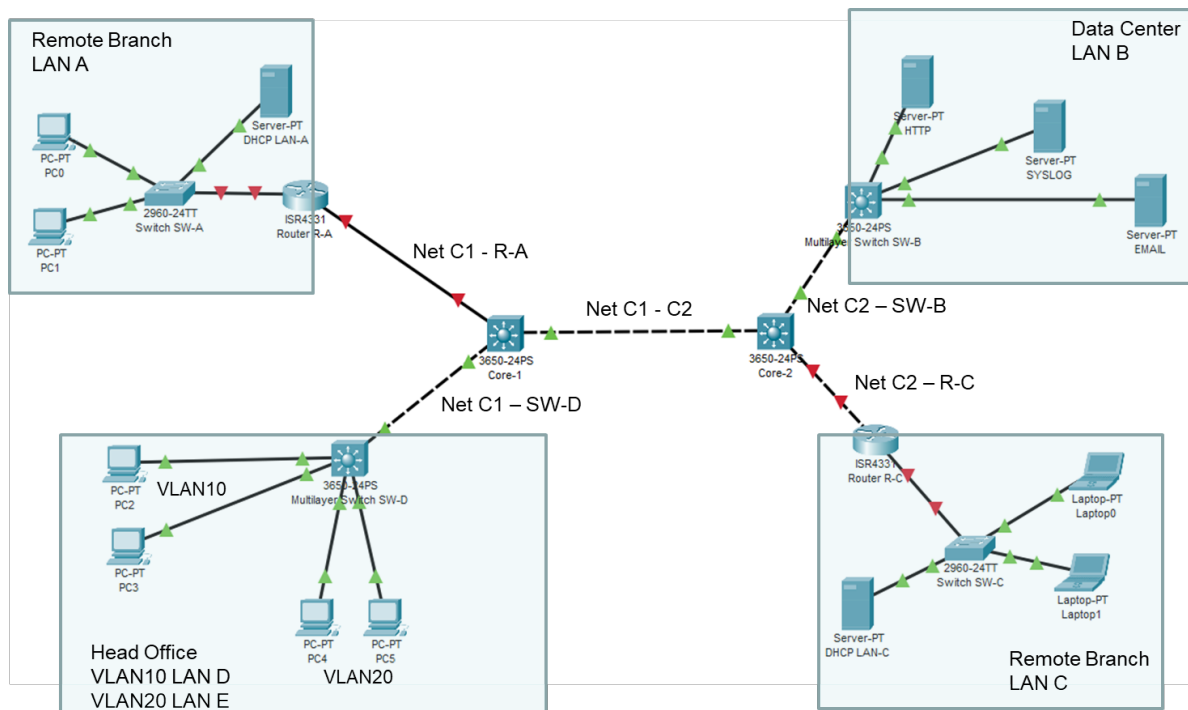 Remote Branch
LAN A
Server-PT
DHCP LAN-A
PC-PT
PC0
2960-24TT
Switch SW-A
ISR4331
Router R-A
PC-PT
PC1
Data Center
LAN B
Server-PT
HTTP
Server-PT
SYSLOG
3650-24PS
Multilayer Switch SW-B
Server-PT
EMAIL
Net C1 - R-A
Net C1 - C2
Net C2 – SW-B
3650-24PS
Core-1
3650-24PS
Core-2
Net C1 – SW-D
Net C2 – R-C
PC-PT
PC2
VLAN10
3650-24PS
Multilayer Switch SW-D
PC-PT
PC3
PC-PT
PC4
PC-PT
PC5
VLAN20
Head Office
VLAN10 LAN D
VLAN20 LAN E
ISR4331
Router R-C
Laptop-PT
Laptop0
2960-24TT
Switch SW-C
Laptop-PT
Laptop1
Server-PT
DHCP LAN-C
Remote Branch
LAN C